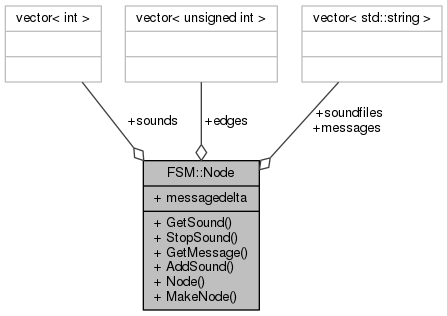 vector< int >
vector< unsigned int >
vector< std::string >
+sounds
+edges
+soundfiles
+messages
FSM::Node
+ messagedelta
+ GetSound()
+ StopSound()
+ GetMessage()
+ AddSound()
+ Node()
+ MakeNode()